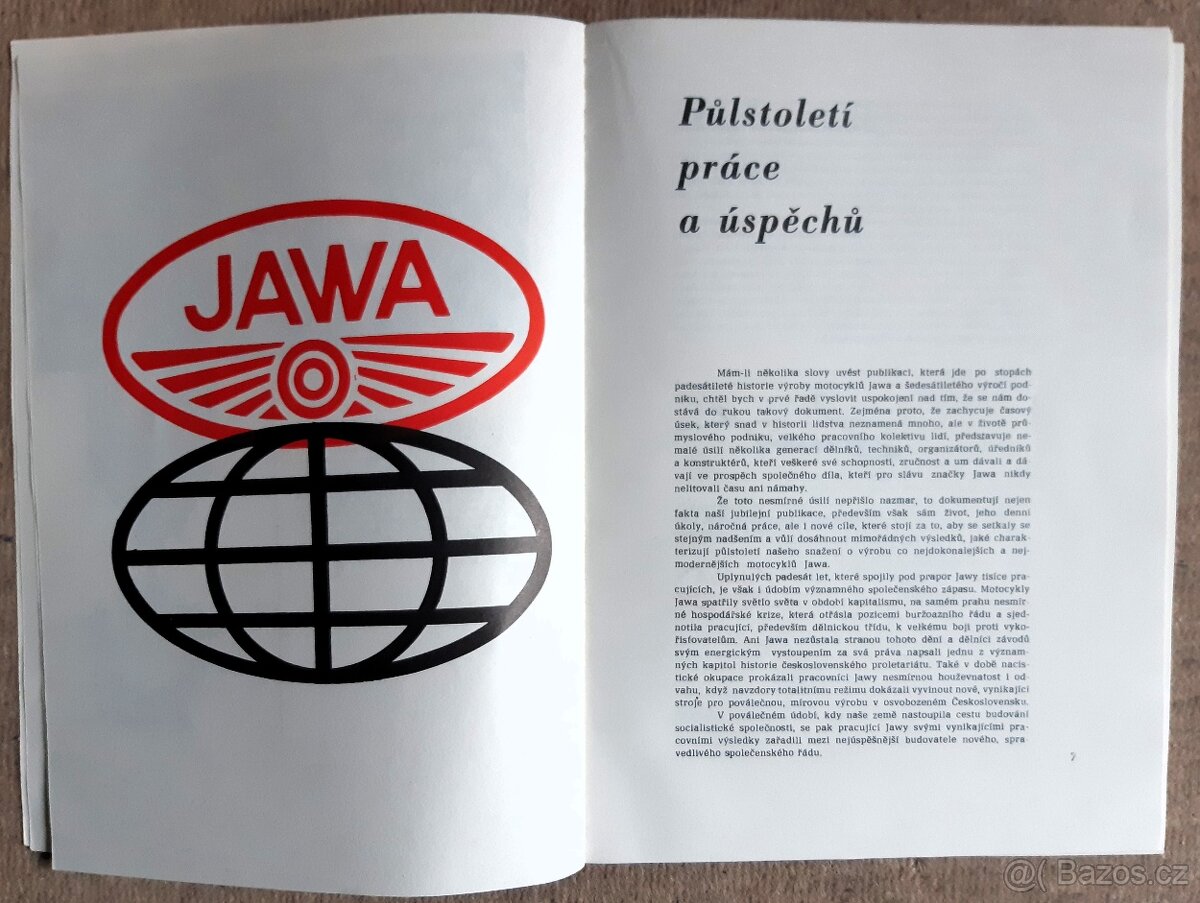 JAWA
Půlstoletí
práce
a úspěchů
Mám-li několika slovy uvést publikaci, která jde po stopách
padesátileté historie výroby motocyklů Jawa a šedesátiletého výročí pod-
niku, chtěl bych v prvé řadě vyslovit uspokojení nad tím, že se nám do-
stává do rukou takový dokument. Zejména proto, že zachycuje časový
úsek, který snad v historii lidstva neznamená mnoho, ale v životě prů-
myslového podniku, velkého pracovního kolektivu lidí, představuje ne-
malé úsilí několika generací dělníků, techniků, organizátorů, úředníků
a konstruktérů, kteří veškeré své schopnosti, zručnost a um dávali a dá-
vají ve prospěch společného díla, kteří pro slávu značky Jawa nikdy
nelitovali času ani námahy.
Že toto nesmírné úsilí nepřišlo nazmar, to dokumentují nejen
fakta naší jubilejní publikace, především však sám život, jeho denní
úkoly, náročná práce, ale i nové cíle, které stojí za to, aby se setkaly se
stejným nadšením a vůlí dosáhnout mimořádných výsledků, jaké charak-
terizují půlstoletí našeho snažení o výrobu co nejdokonalejších a nej-
modernějších motocyklů Jawa.
Uplynulých padesát let, které spojily pod prapor Jawy tisíce pra-
cujících, je však i údobím významného společenského zápasu. Motocykly
Jawa spatřily světlo světa v období kapitalismu, na samém prahu nesmír-
né hospodářské krize, která otřásla pozicemi buržoazního řádu a sjed-
notila pracující, především dělnickou třídu, k velkému boji proti vyko-
řisťovatelům. Ani Jawa nezůstala stranou tohoto dění a dělníci závodů
svým energickým vystoupením za svá práva napsali jednu z význam-
ných kapitol historie československého proletariátu. Také v době nacis-
tické okupace prokázali pracovníci Jawy nesmírnou houževnatost i od-
vahu, když navzdory totalitnímu režimu dokázali vyvinout nové, vynikající
stroje pro poválečnou, mírovou výrobu v osvobozeném Československu.
V poválečném údobí, kdy naše země nastoupila cestu budování
socialistické společnosti, se pak pracující Jawy svými vynikajícími pra-
covními výsledky zařadili mezi nejúspěšnější budovatele nového, spra-
vedlivého společenského řádu.
7
@( Bazos.cz